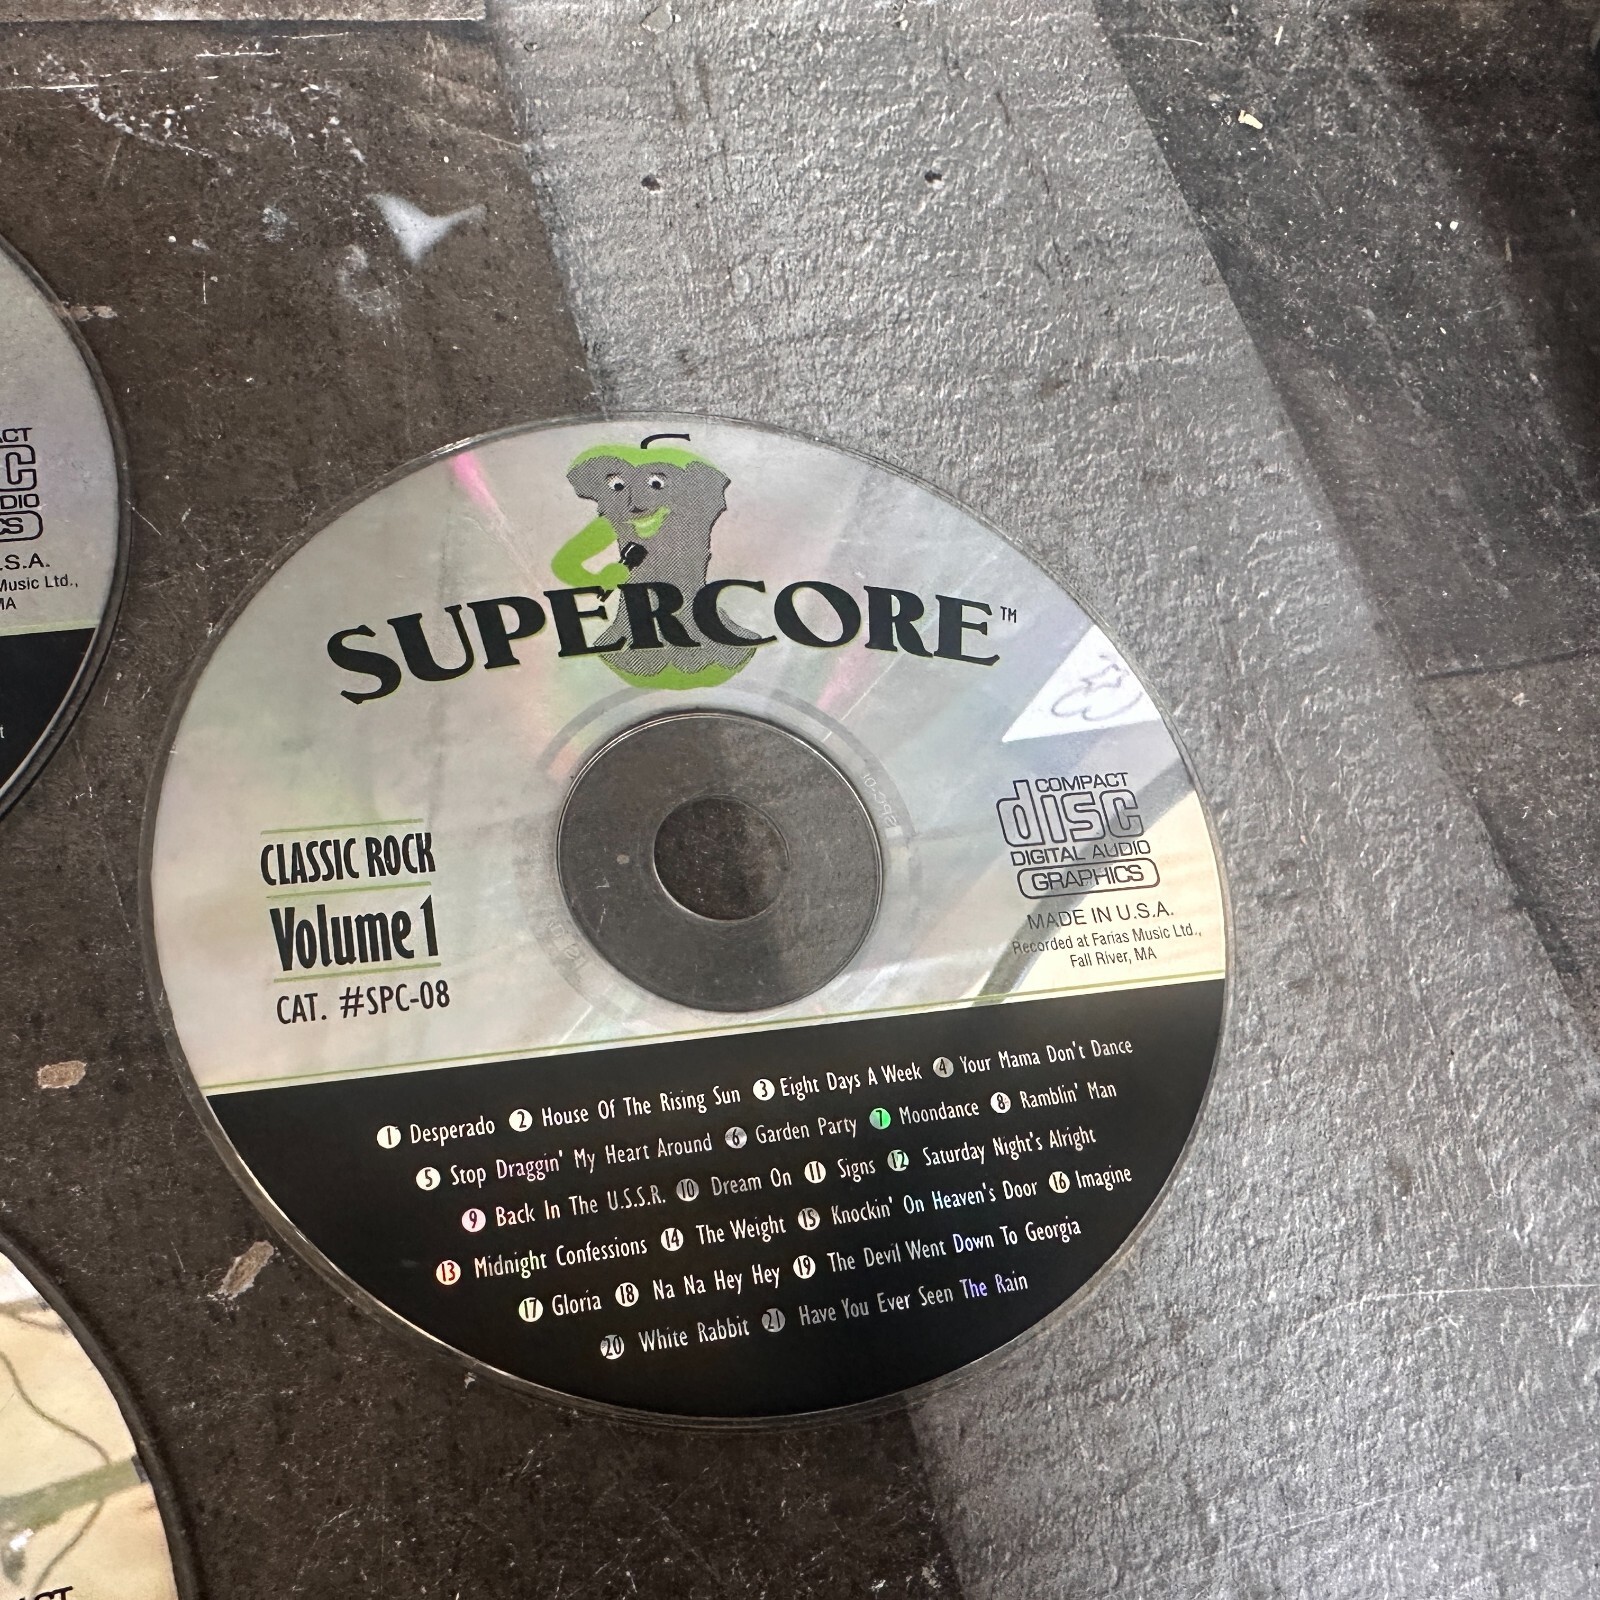 SUPERCORE™
CLASSIC ROCK
Volume 1
CAT. #SPC-08
COMPACT
disc
DIGITAL AUDIO
GRAPHICS
MADE IN U.S.A.
Recorded at Farias Music Ltd.,
Fall River, MA
1 Desperado 2 House Of The Rising Sun 3 Eight Days A Week 4 Your Mama Don't Dance
5 Stop Draggin' My Heart Around 6 Garden Party 7 Moondance 8 Ramblin' Man
9 Back In The U.S.S.R. 10 Dream On 11 Signs 12 Saturday Night's Alright
13 Midnight Confessions 14 The Weight 15 Knockin' On Heaven's Door 16 Imagine
17 Gloria 18 Na Na Hey Hey 19 The Devil Went Down To Georgia
20 White Rabbit 21 Have You Ever Seen The Rain
.S.A.
Music Ltd.,
MA